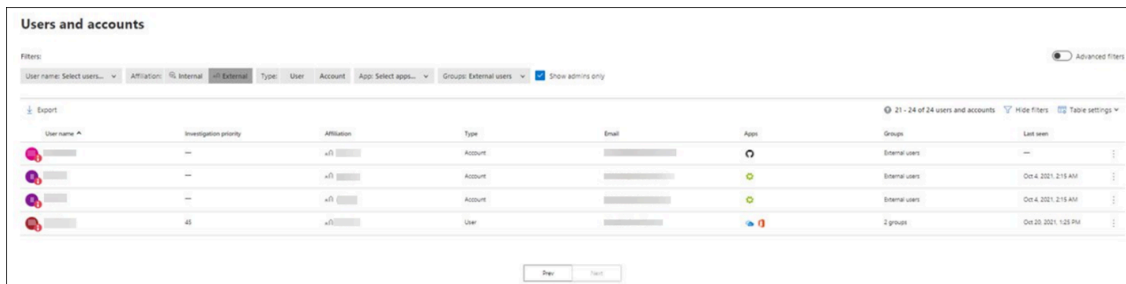 Users and accounts
Filters:
Advanced filters
User name: Select users... Affiliation: Internal External Type: User Account App: Select apps... Groups: External users Show admins only
Export 21 - 24 of 24 users and accounts Hide filters Table settings
User name Investigation priority Affiliation Type Email Apps Groups Last seen
— Account External users —
— Account External users Oct 4, 2021, 2:15 AM
— Account External users Oct 4, 2021, 2:15 AM
45 User 2 groups Oct 20, 2021, 1:25 PM
Prev Next